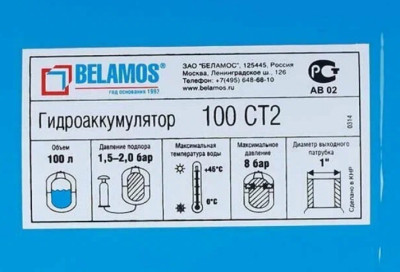 BELAMOS®
год основания 1997
ЗАО "БЕЛАМОС", 125445, Россия
Москва, Ленинградское ш., 126
Т/ф +7(495) 648-68-10
www.belamos.ru
РСТ
АВ 02
Гидроаккумулятор 100 СТ2
0314
Объем
100 л
Давление подпора
1,5–2,0 бар
Максимальная
температура воды
+45°С
0°С
Максимальное
давление
8 бар
Диаметр выходного
патрубка
1"
Сделано в КНР